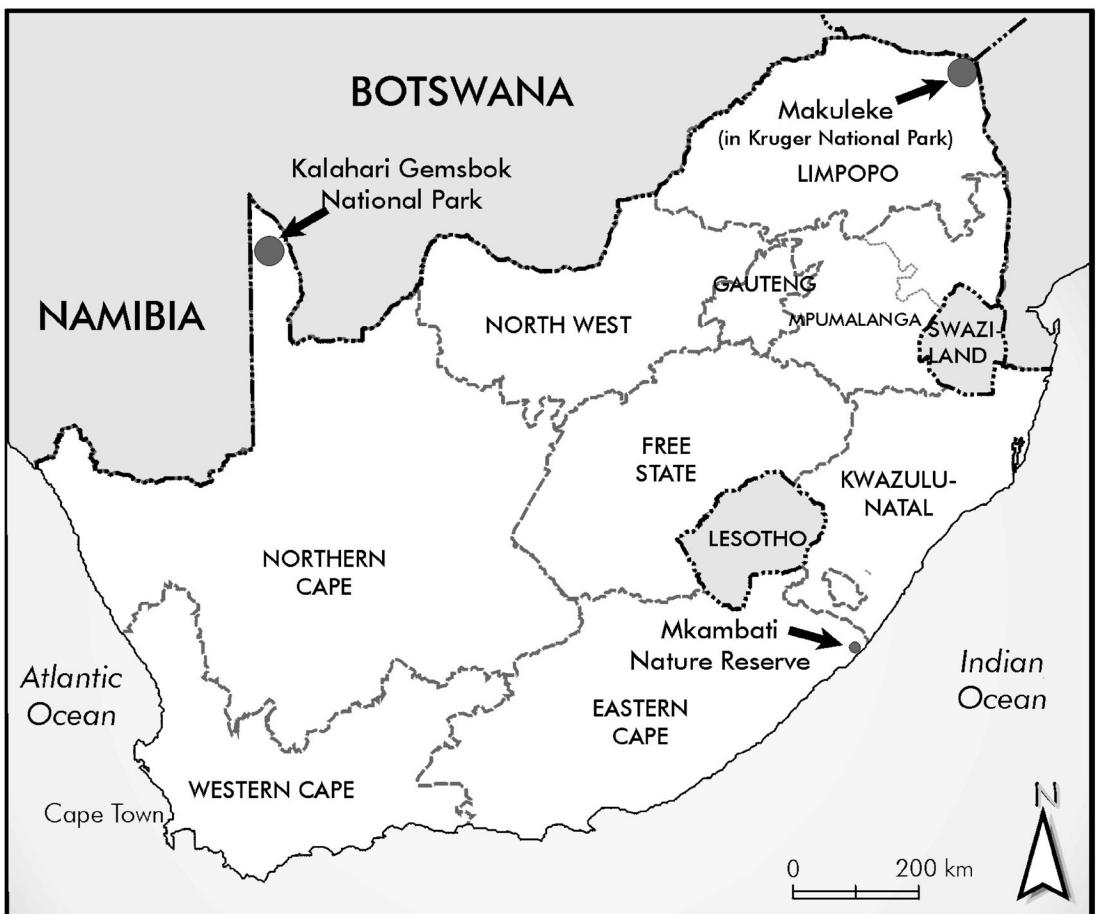 BOTSWANA
Makuleke
(in Kruger National Park)
LIMPOPO
Kalahari Gemsbok
National Park
NAMIBIA
NORTH WEST
GAUTENG
MPUMALANGA
SWAZI-
LAND
FREE
STATE
KWAZULU-
NATAL
LESOTHO
NORTHERN
CAPE
Mkambati
Nature Reserve
Atlantic
Ocean
Indian
Ocean
EASTERN
CAPE
WESTERN CAPE
Cape Town
N
0 200 km